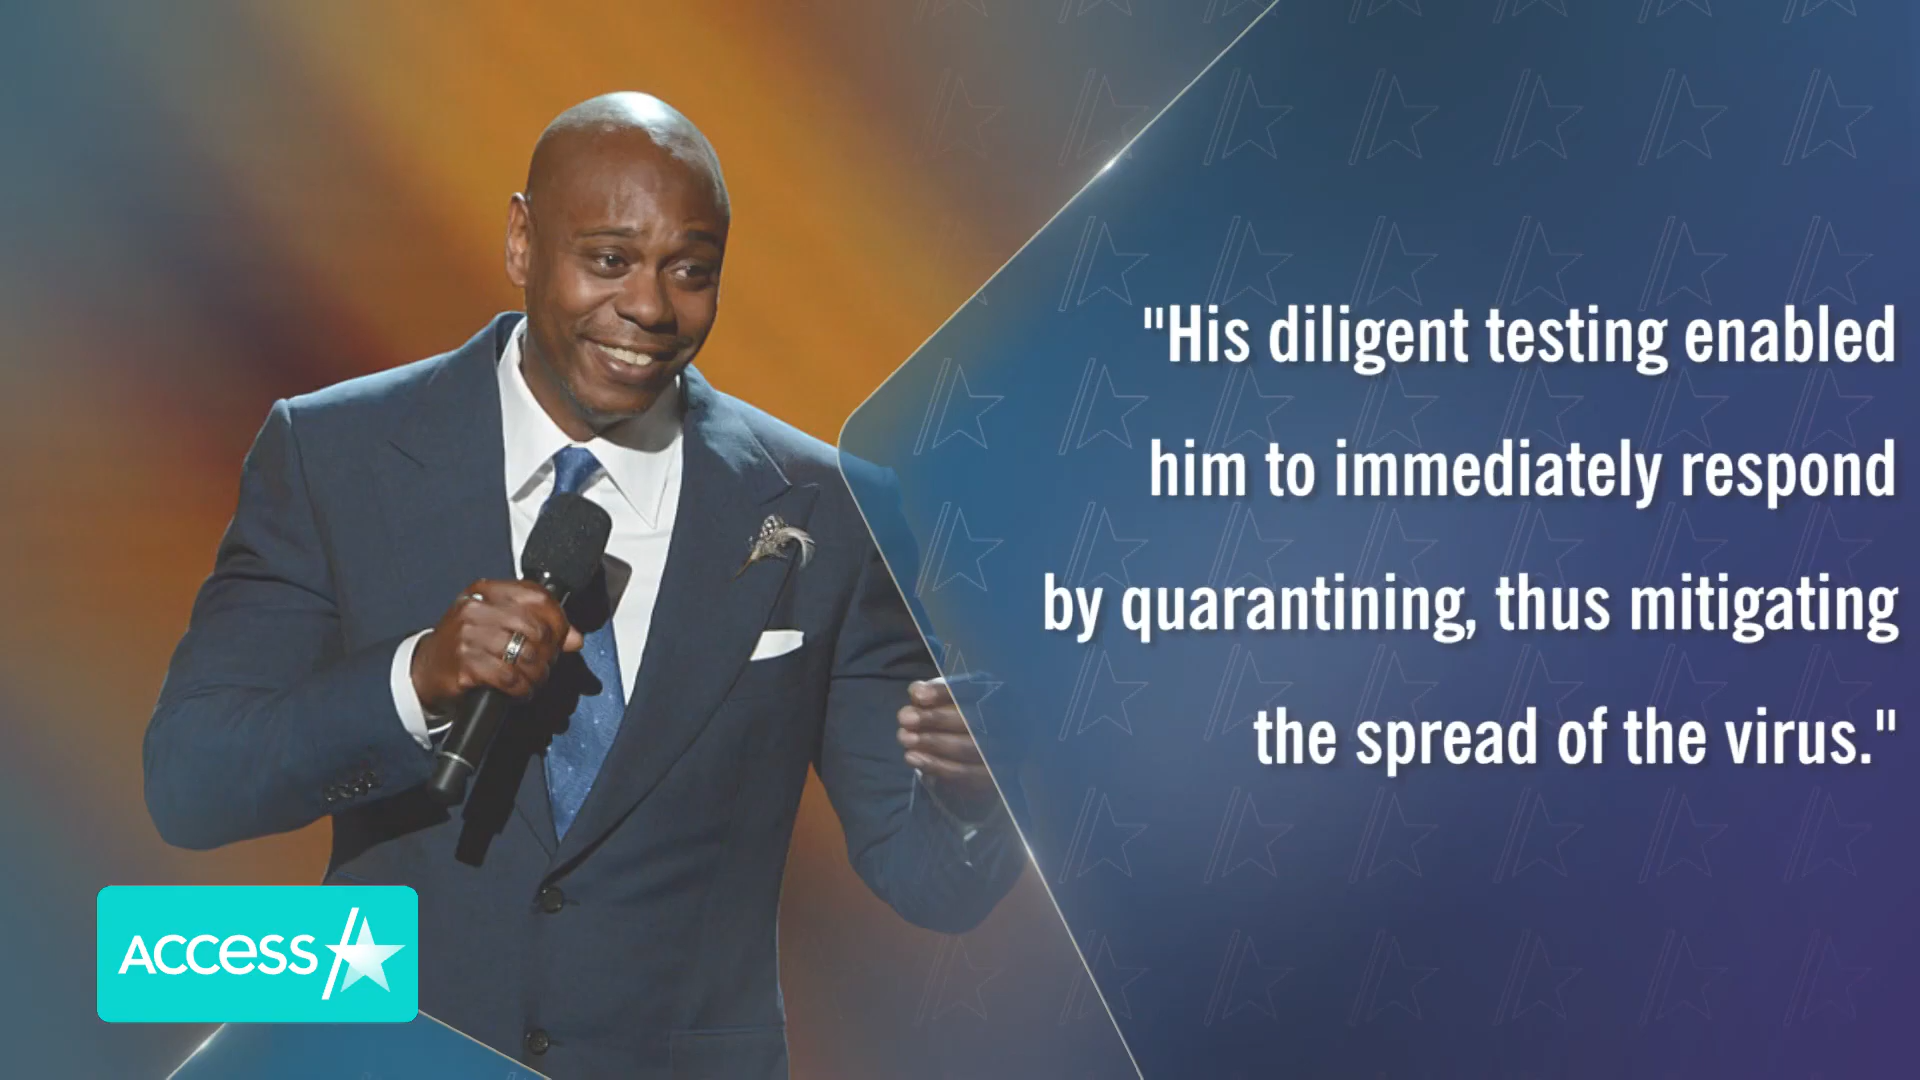 "His diligent testing enabled
him to immediately respond
by quarantining, thus mitigating
the spread of the virus."
access